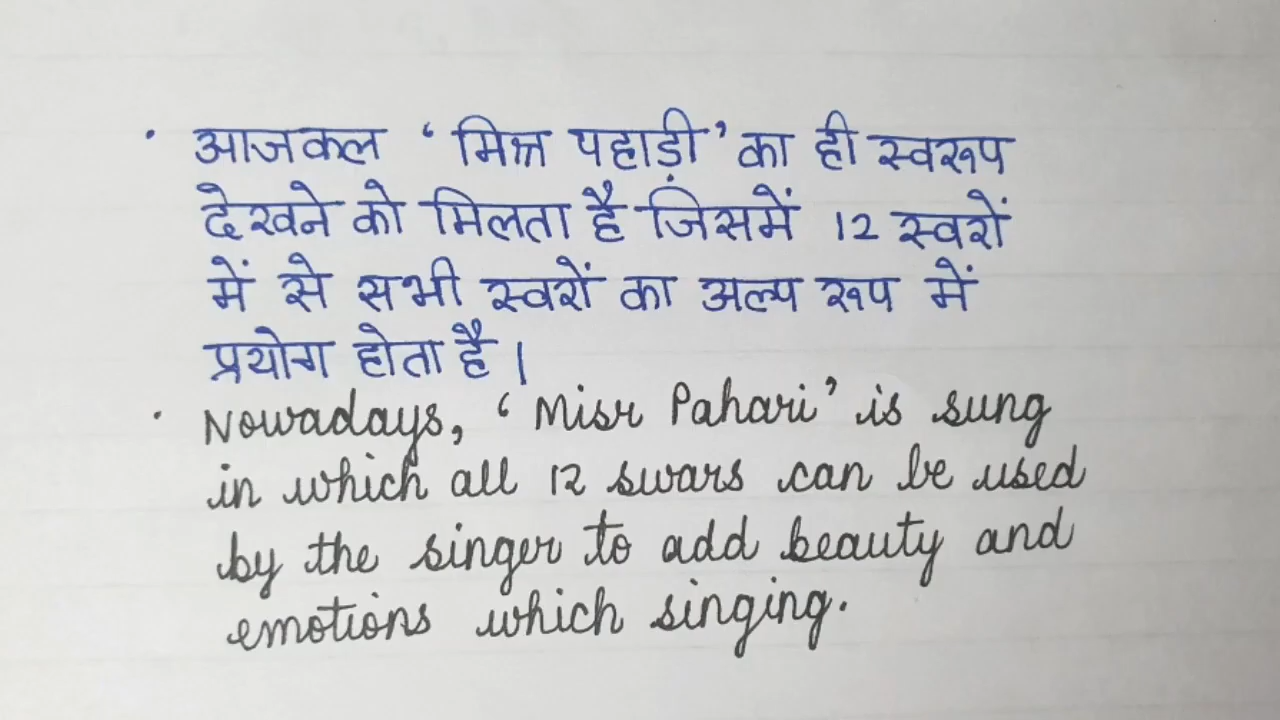 • आजकल ‘मिश्र पहाड़ी’ का ही स्वरूप
देखने को मिलता है जिसमें 12 स्वरों
में से सभी स्वरों का अल्प रूप में
प्रयोग होता है।
• Nowadays, ‘Misr Pahari’ is sung
in which all 12 swars can be used
by the singer to add beauty and
emotions which singing.